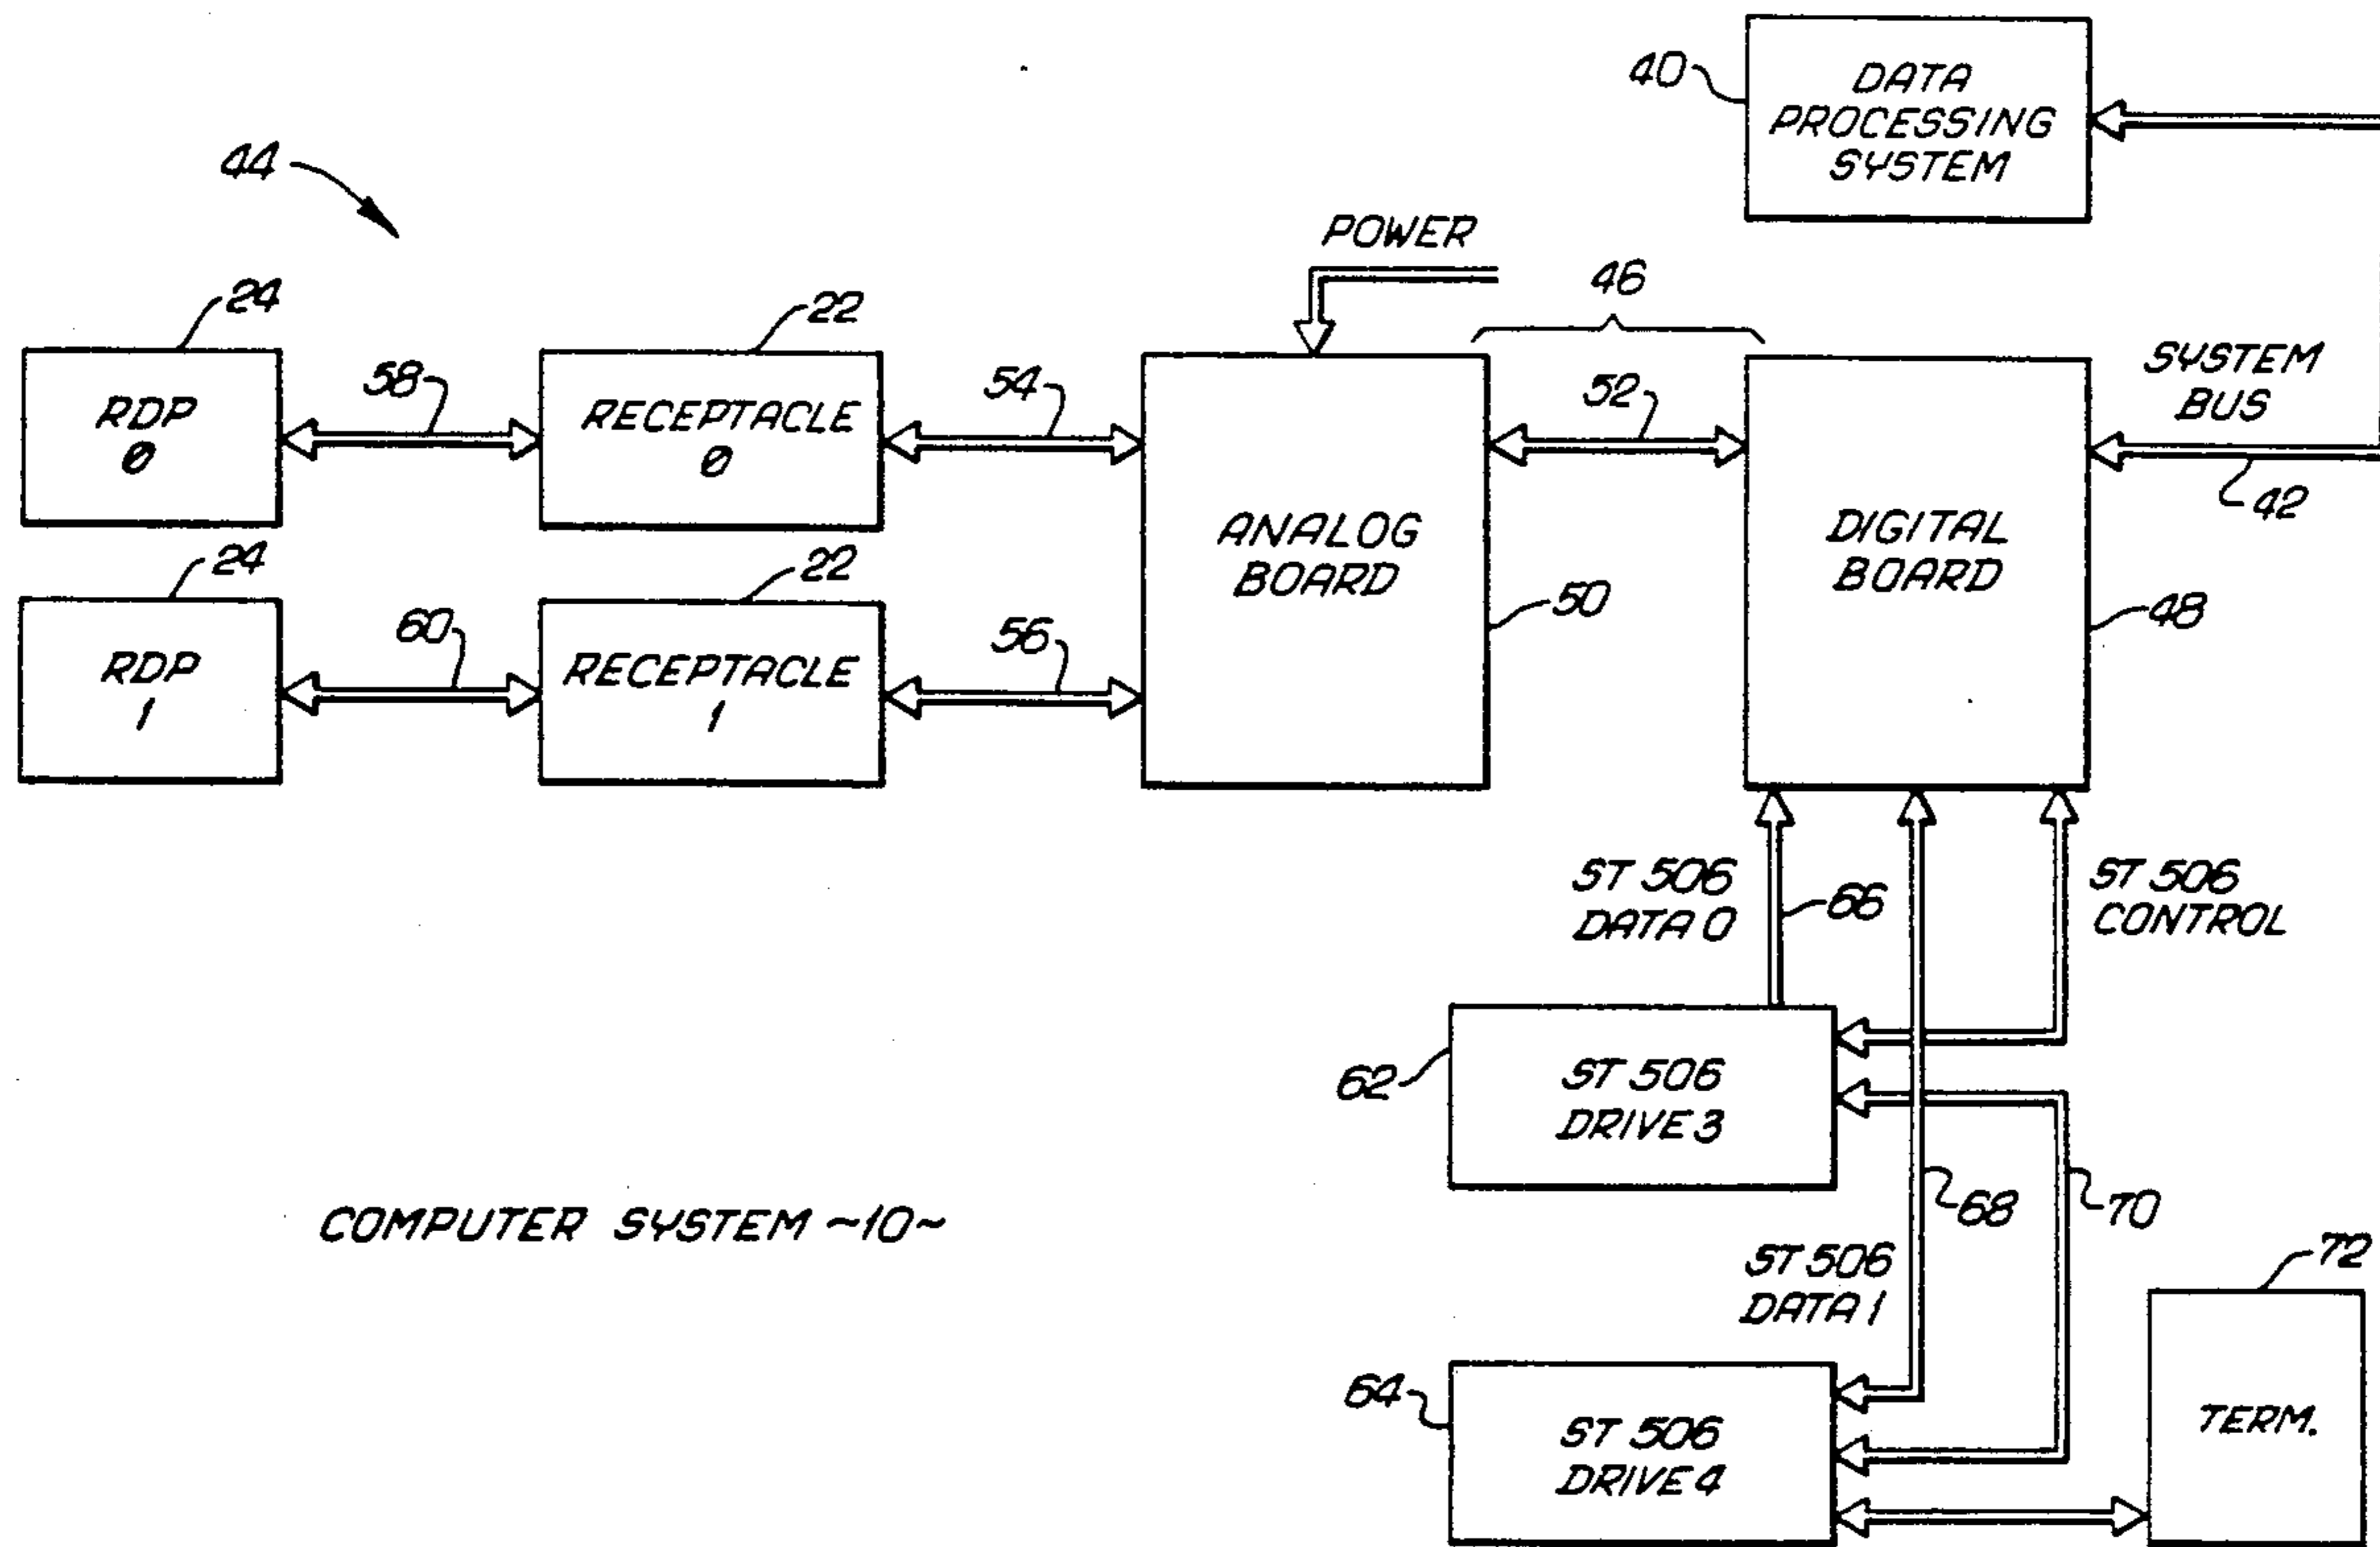 40
DATA
PROCESSING
SYSTEM
44
POWER
46
24
22
58
54
52
SYSTEM
BUS
RDP
0
RECEPTACLE
0
42
ANALOG
BOARD
DIGITAL
BOARD
24
22
50
48
60
56
RDP
1
RECEPTACLE
1
ST 506
DATA 0
66
ST 506
CONTROL
62
ST 506
DRIVE 3
68
70
COMPUTER SYSTEM ~10~
ST 506
DATA 1
72
64
ST 506
DRIVE 4
TERM.